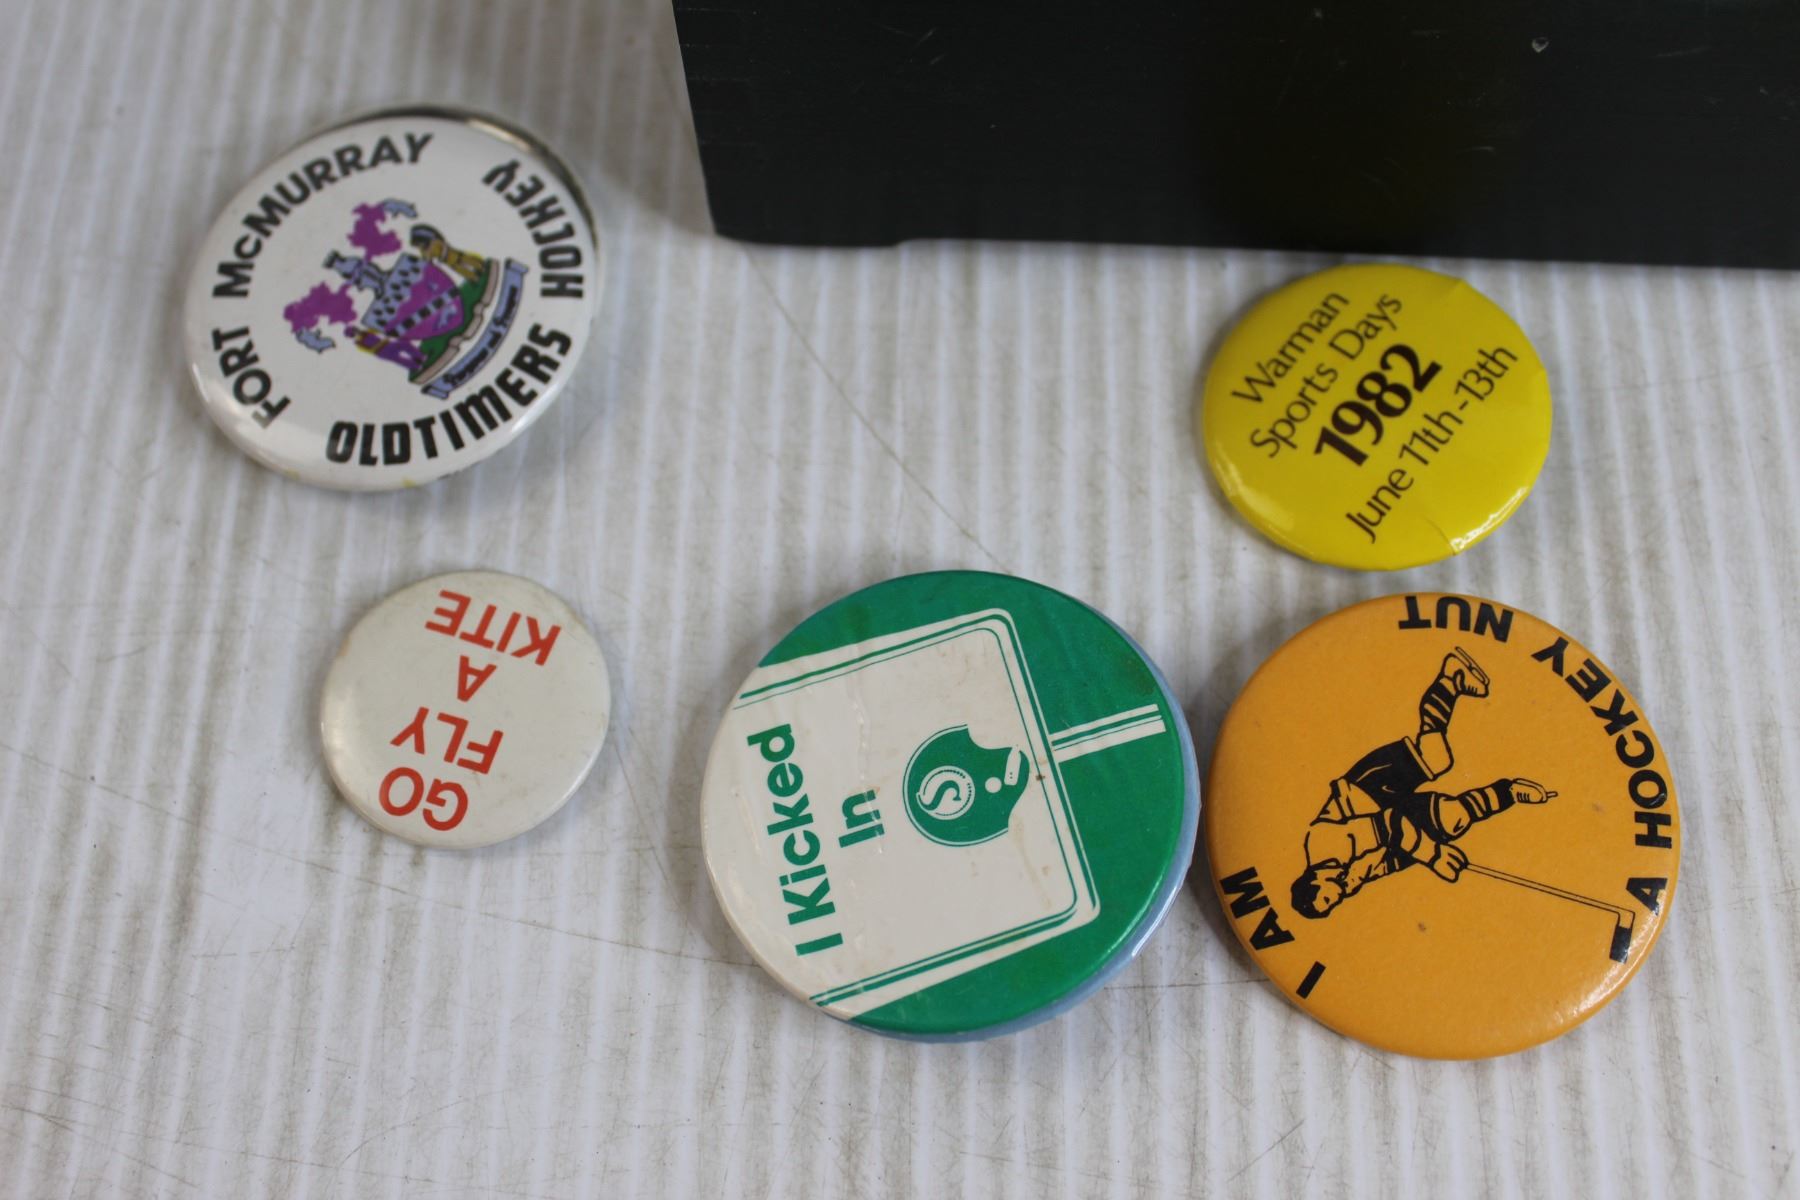 FORT McMURRAY
OLDTIMERS HOCKEY
Warman
Sports Days
1982
June 11th-13th
GO
FLY
A
KITE
I Kicked
In
S
I AM A HOCKEY NUT